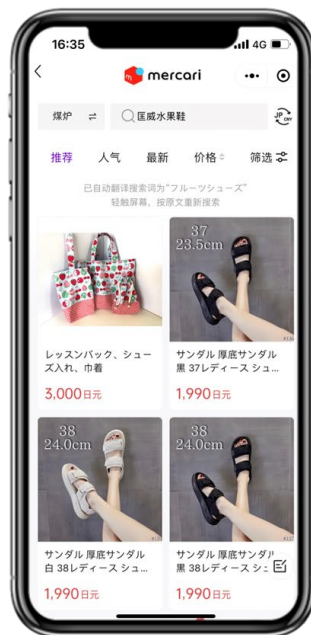 16:35
4G
mercari
煤炉
匡威水果鞋
JP
CNY
推荐
人气
最新
价格
筛选
已自动翻译搜索词为“フルーツシューズ”
轻触屏幕，按原文重新搜索
37
23.5cm
#136
レッスンバック、シュー
ズ入れ、巾着
3,000日元
サンダル 厚底サンダル
黒 37レディース シュ...
1,990日元
38
24.0cm
38
24.0cm
#137
サンダル 厚底サンダル
白 38レディース シュ...
1,990日元
サンダル 厚底サンダル
黒 38レディース シュ...
1,990日元